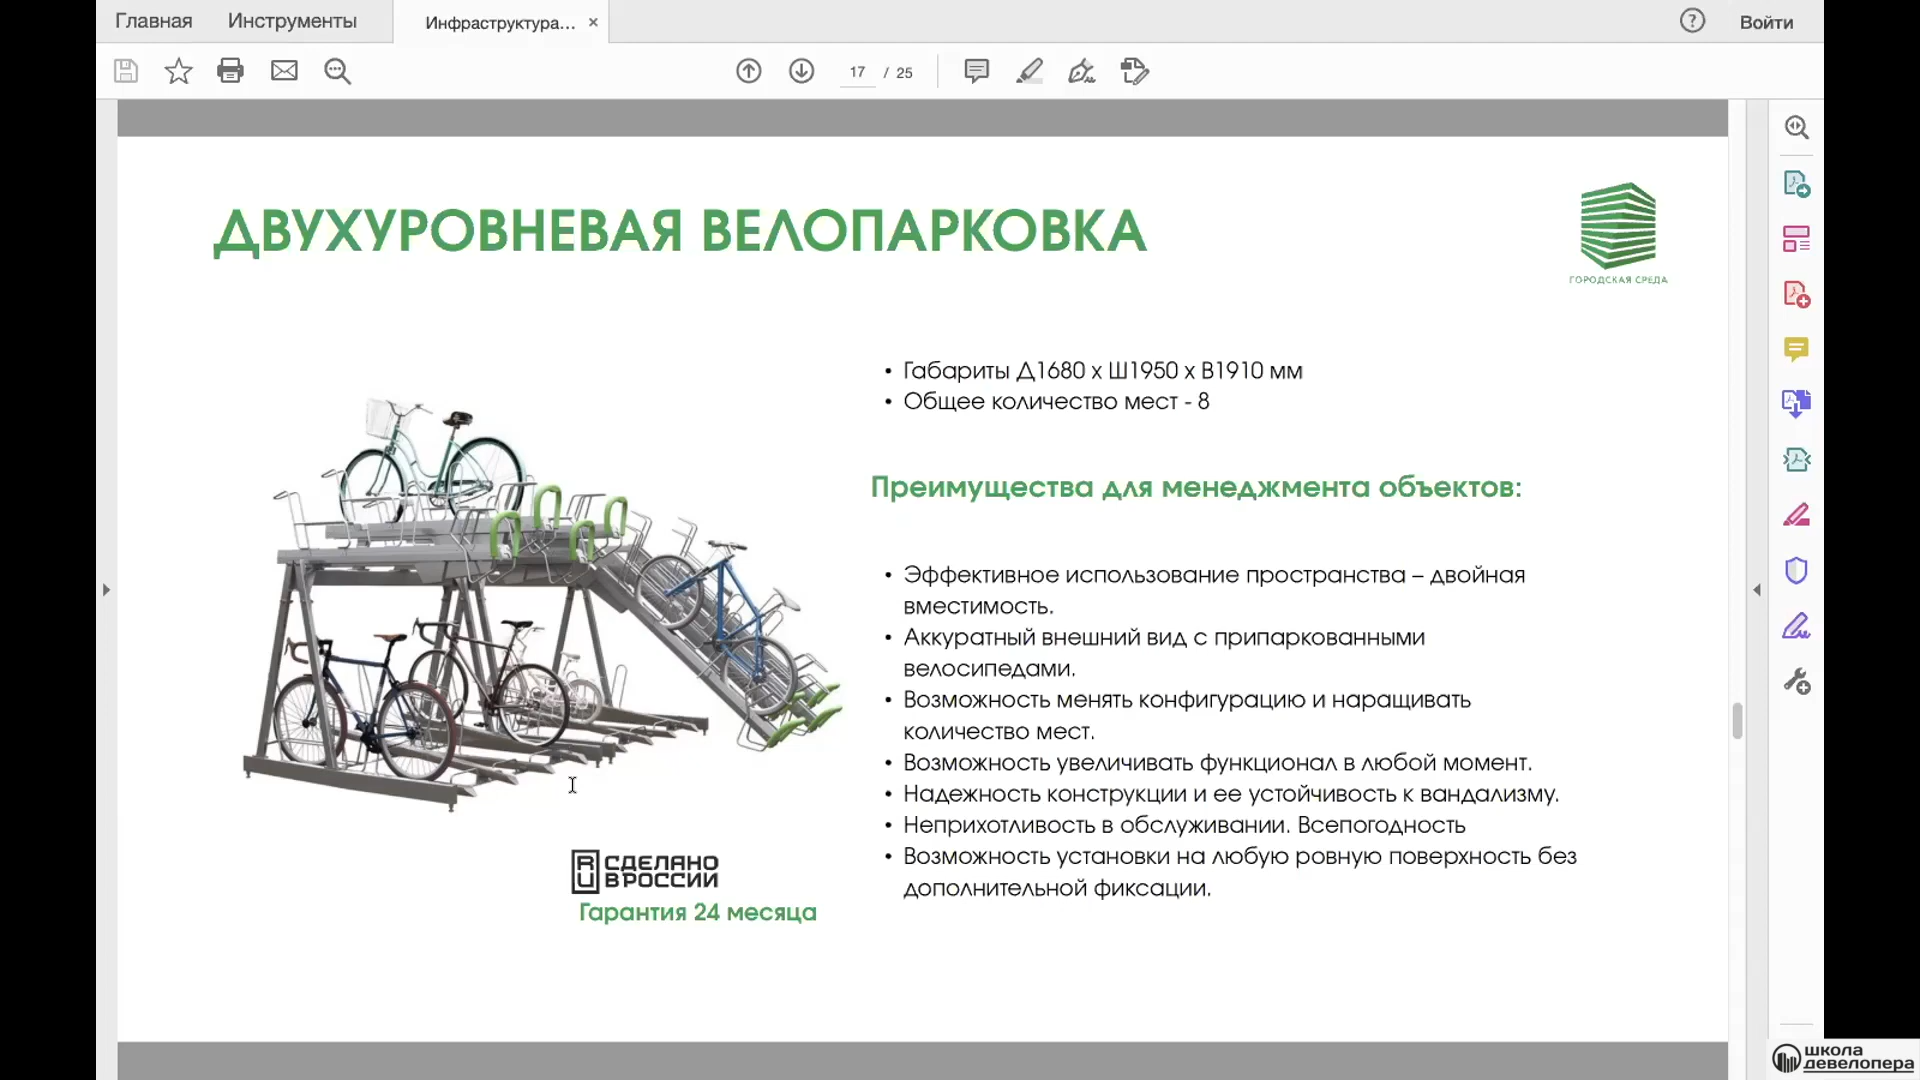 Главная
Инструменты
Инфраструктура... ×
?
Войти
17 / 25
ДВУХУРОВНЕВАЯ ВЕЛОПАРКОВКА
ГОРОДСКАЯ СРЕДА
• Габариты Д1680 х Ш1950 х В1910 мм
• Общее количество мест - 8
Преимущества для менеджмента объектов:
• Эффективное использование пространства – двойная
вместимость.
• Аккуратный внешний вид с припаркованными
велосипедами.
• Возможность менять конфигурацию и наращивать
количество мест.
• Возможность увеличивать функционал в любой момент.
• Надежность конструкции и ее устойчивость к вандализму.
• Неприхотливость в обслуживании. Всепогодность
• Возможность установки на любую ровную поверхность без
дополнительной фиксации.
RU СДЕЛАНО
В РОССИИ
Гарантия 24 месяца
школа
девелопера